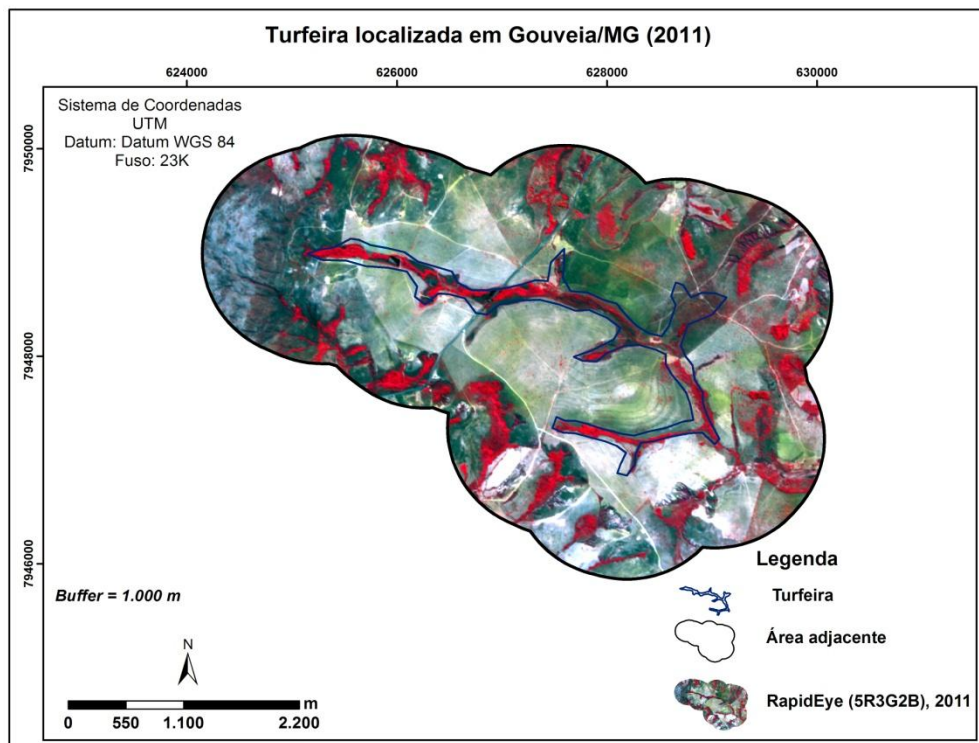 Turfeira localizada em Gouveia/MG (2011)
624000
626000
628000
630000
Sistema de Coordenadas
UTM
Datum: Datum WGS 84
Fuso: 23K
7950000
7948000
7946000
Buffer = 1.000 m
N
m
0
550
1.100
2.200
Legenda
Turfeira
Área adjacente
RapidEye (5R3G2B), 2011